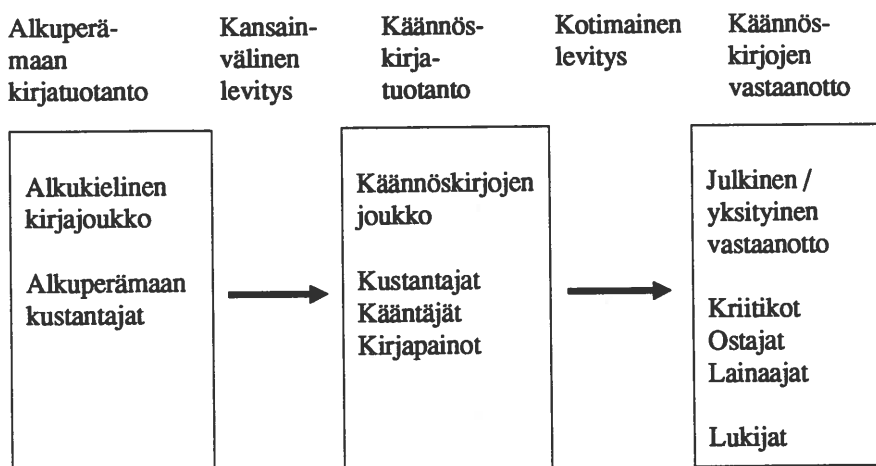 Alkuperä-
maan
kirjatuotanto
Kansain-
välinen
levitys
Käännös-
kirja-
tuotanto
Kotimainen
levitys
Käännös-
kirjojen
vastaanotto
Alkukielinen
kirjajoukko
Alkuperämaan
kustantajat
Käännöskirjojen
joukko
Kustantajat
Kääntäjät
Kirjapainot
Julkinen /
yksityinen
vastaanotto
Kriitikot
Ostajat
Lainaajat
Lukijat